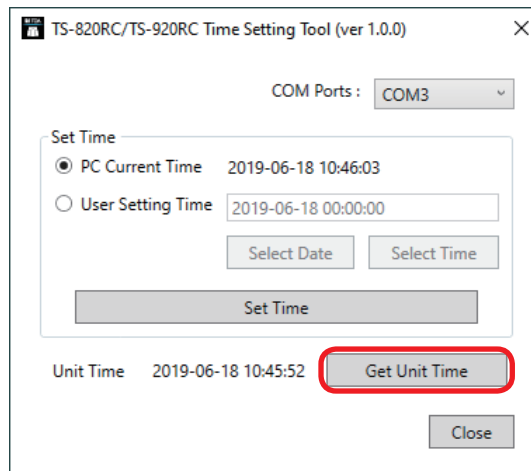 TS-820RC/TS-920RC Time Setting Tool (ver 1.0.0)
COM Ports : COM3
Set Time
PC Current Time 2019-06-18 10:46:03
User Setting Time 2019-06-18 00:00:00
Select Date Select Time
Set Time
Unit Time 2019-06-18 10:45:52 Get Unit Time
Close